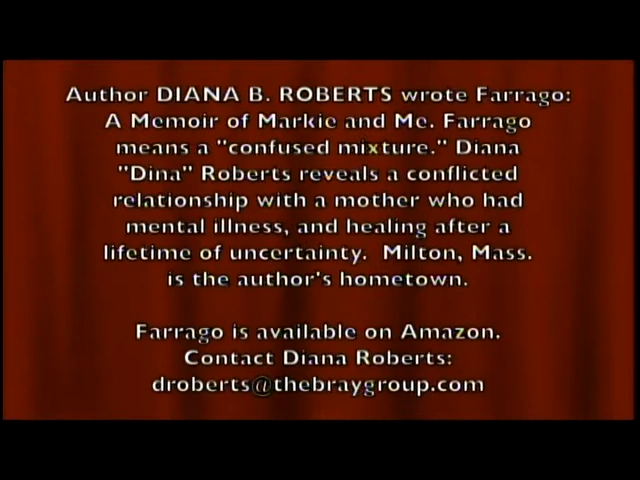 Author DIANA B. ROBERTS wrote Farrago:
A Memoir of Markie and Me. Farrago
means a "confused mixture." Diana
"Dina" Roberts reveals a conflicted
relationship with a mother who had
mental illness, and healing after a
lifetime of uncertainty. Milton, Mass.
is the author's hometown.
Farrago is available on Amazon.
Contact Diana Roberts:
droberts@thebraygroup.com